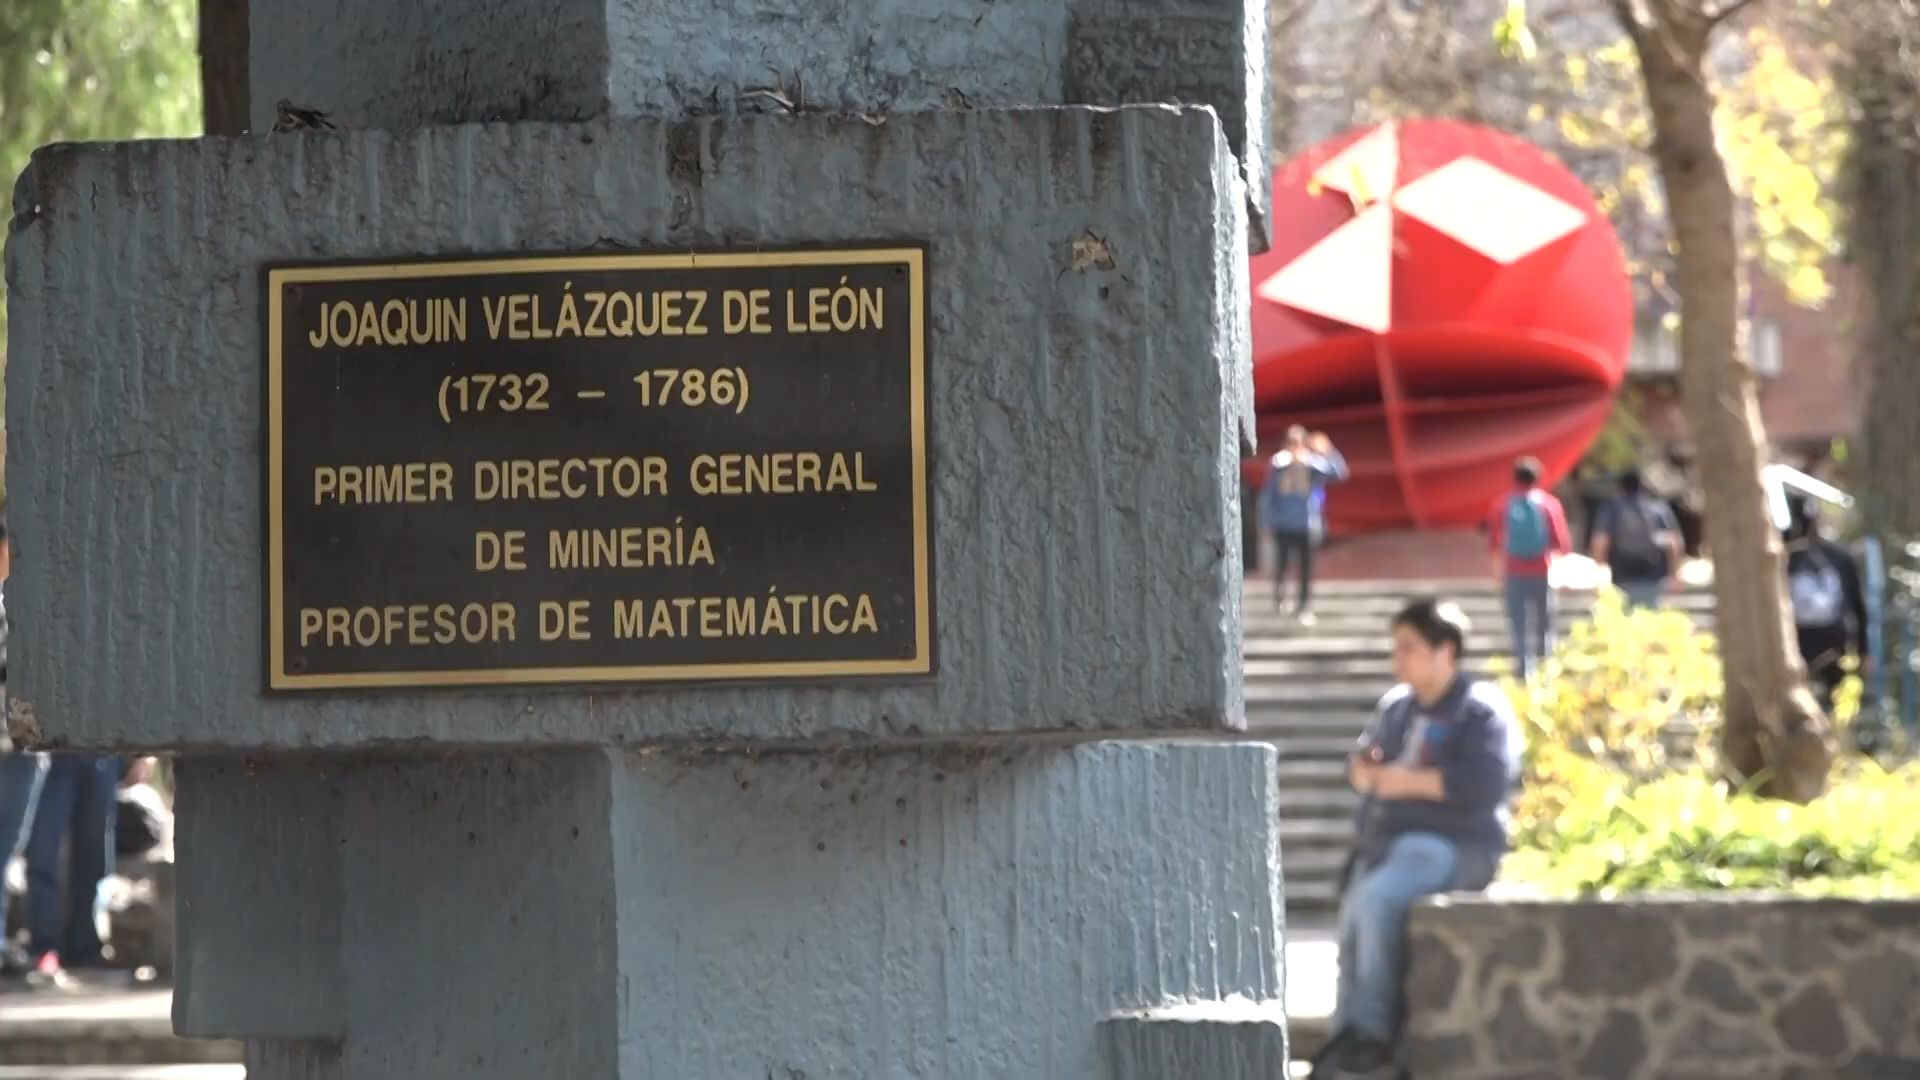 JOAQUIN VELÁZQUEZ DE LEÓN
(1732 – 1786)
PRIMER DIRECTOR GENERAL
DE MINERÍA
PROFESOR DE MATEMÁTICA